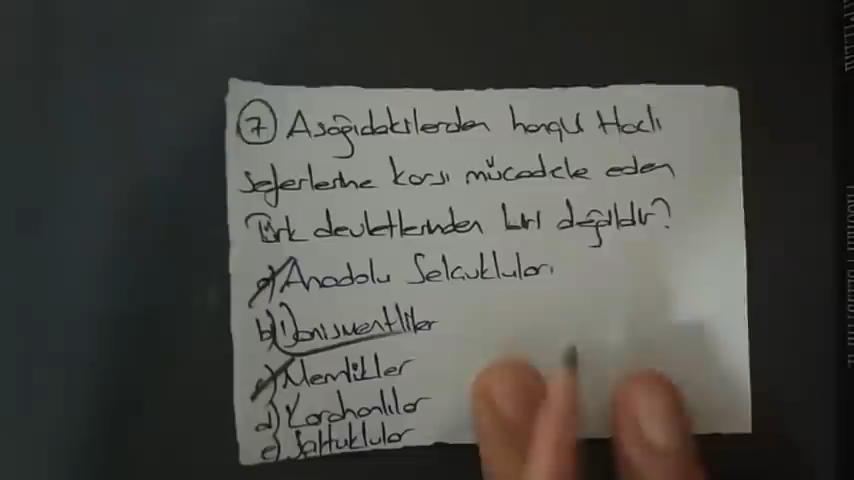 7 Aşağıdakilerden hangisi Haçlı
Seferlerine karşı mücadele eden
Türk devletlerinden biri değildir?
a) Anadolu Selçukluları
b) Danişmentliler
c) Memlükler
d) Karahanlılar
e) Saltuklular